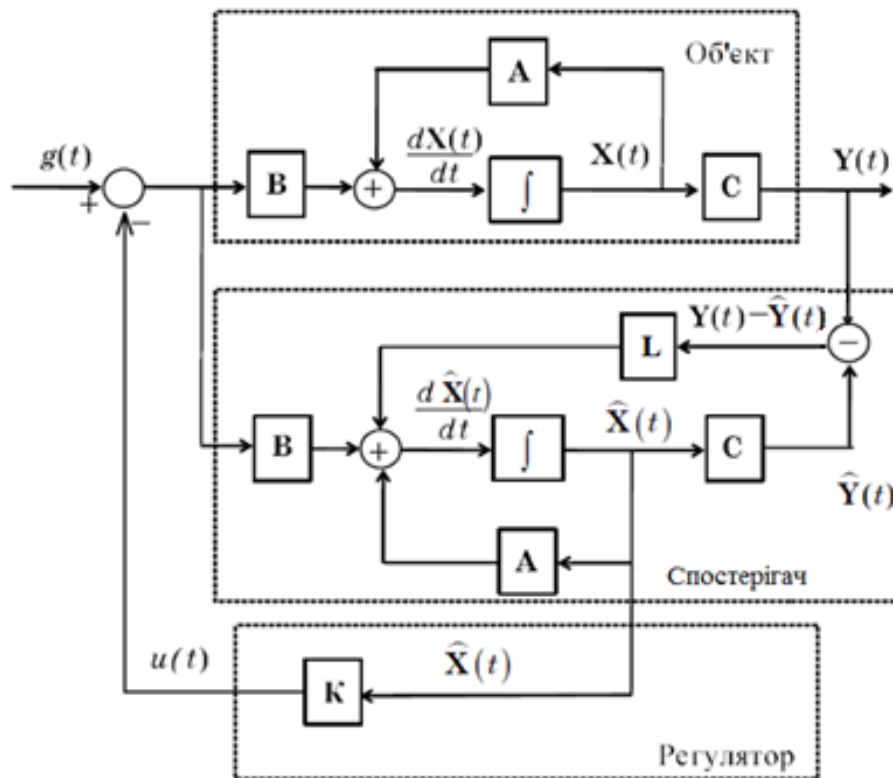 Об'єкт
A
g(t)
dX(t)
dt
X(t)
Y(t)
B
+
∫
C
+
−
Y(t)−Ŷ(t)
L
−
d X̂(t)
dt
X̂(t)
B
+
∫
C
Ŷ(t)
A
Спостерігач
u(t)
X̂(t)
К
Регулятор